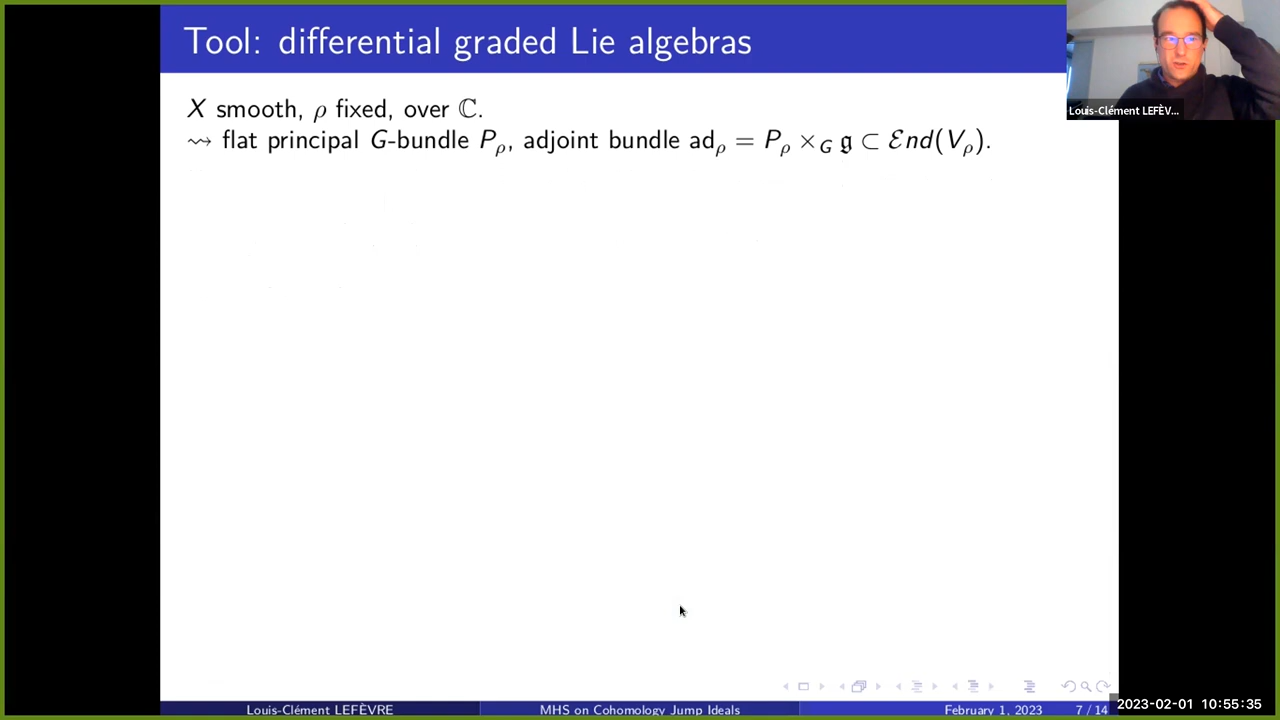 Tool: differential graded Lie algebras
X smooth, ρ fixed, over ℂ.
⇝ flat principal G-bundle P_ρ, adjoint bundle ad_ρ = P_ρ ×_G 𝔤 ⊂ ℰnd(V_ρ).
Louis-Clément LEFÈV...
Louis-Clément LEFÈVRE
MHS on Cohomology Jump Ideals
February 1, 2023
7 / 14
2023-02-01 10:55:35